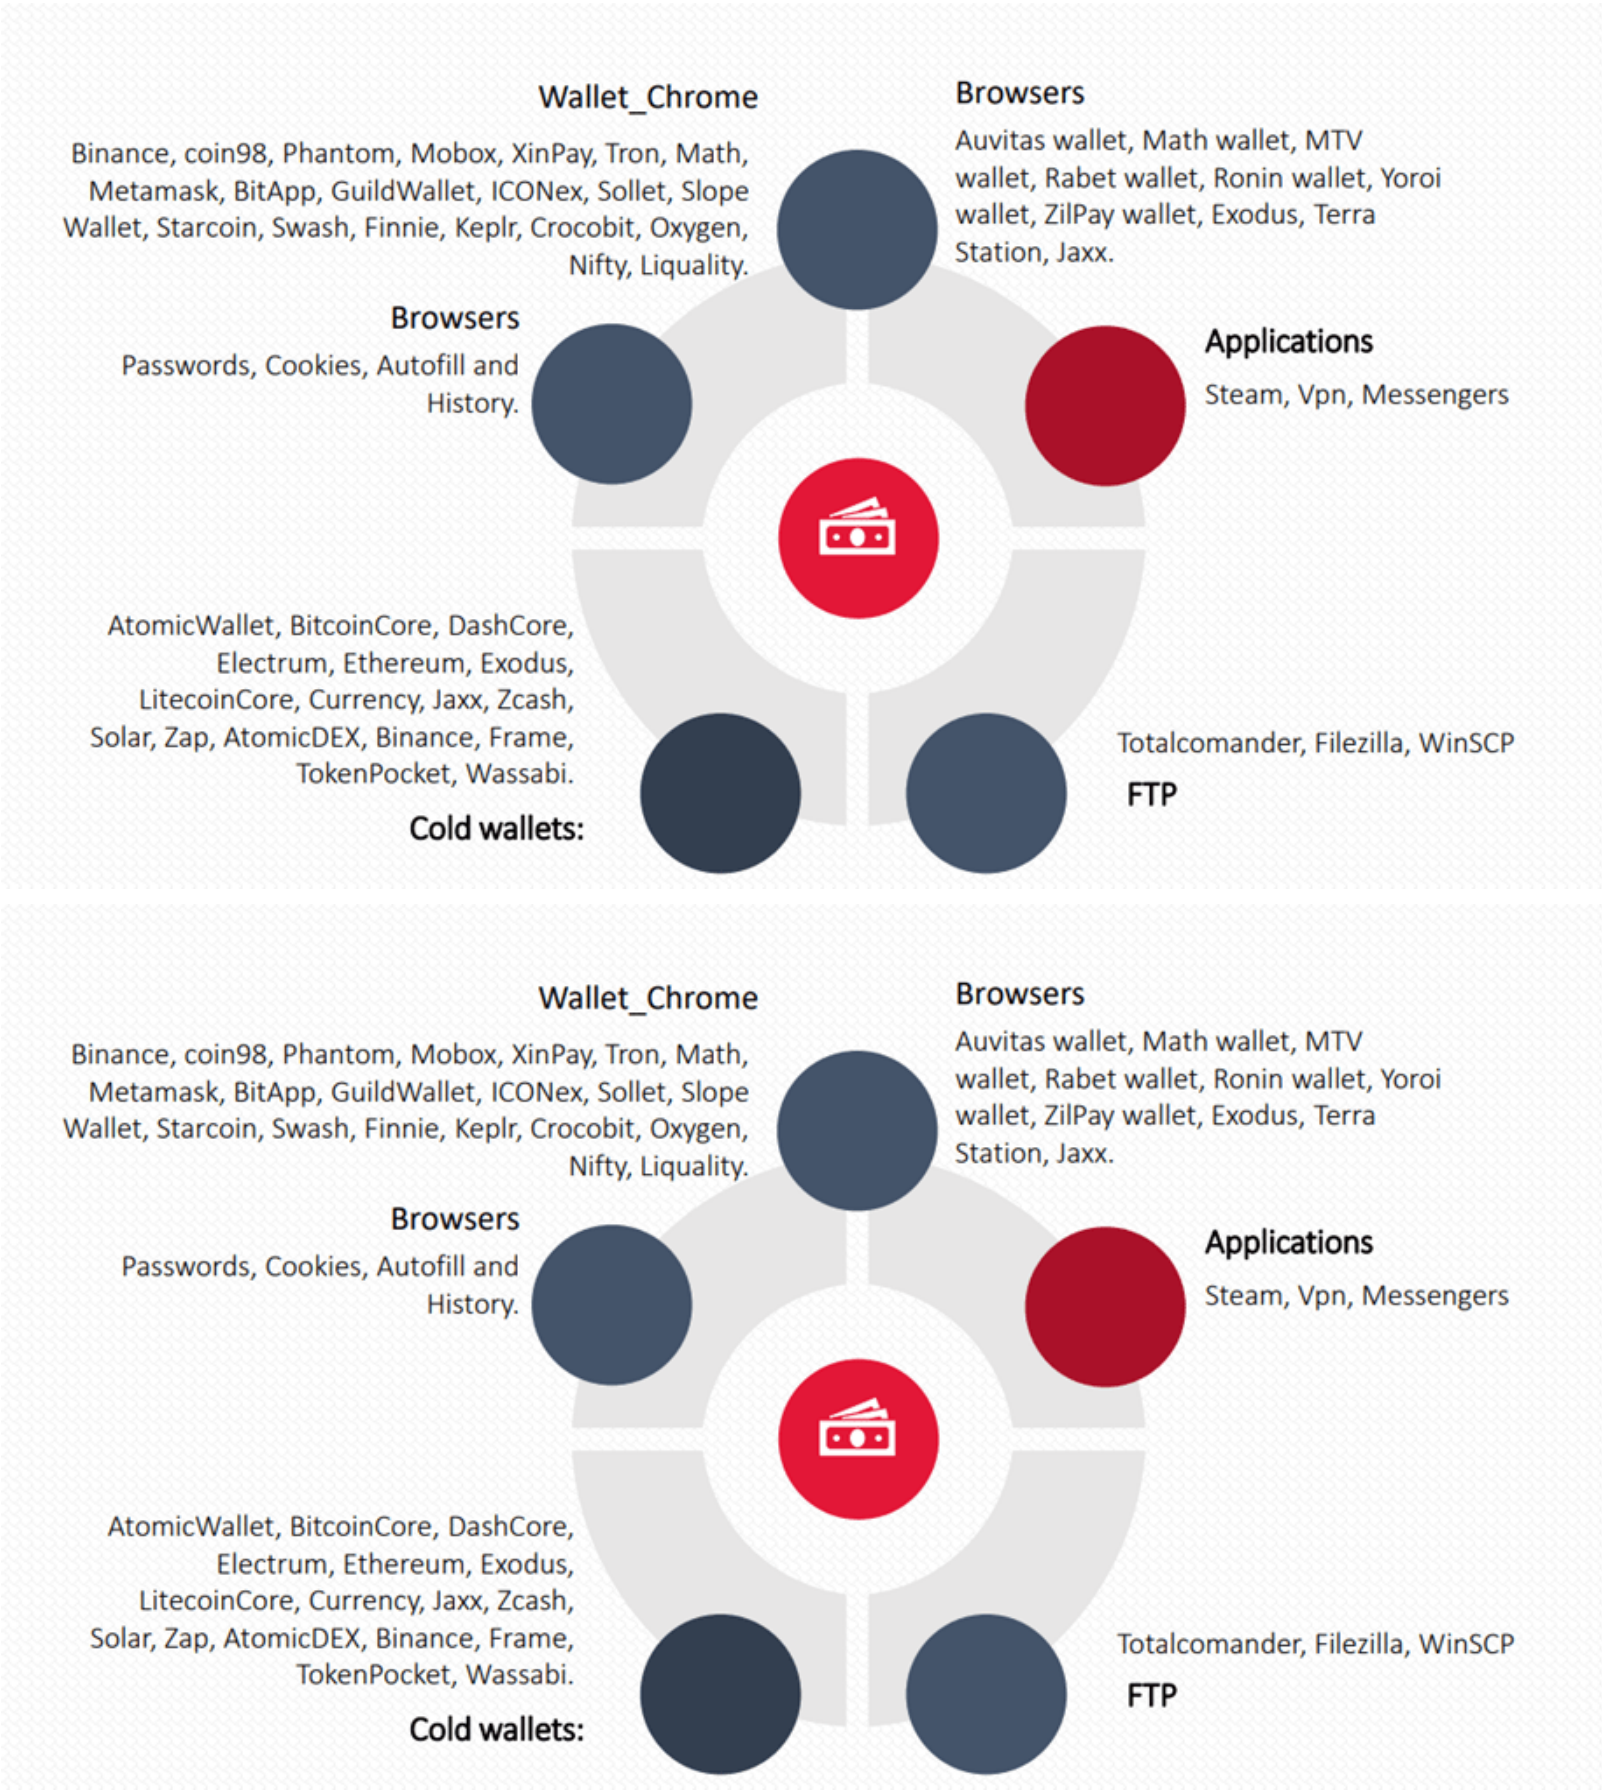 Wallet_Chrome
Binance, coin98, Phantom, Mobox, XinPay, Tron, Math,
Metamask, BitApp, GuildWallet, ICONex, Sollet, Slope
Wallet, Starcoin, Swash, Finnie, Keplr, Crocobit, Oxygen,
Nifty, Liquality.
Browsers
Auvitas wallet, Math wallet, MTV
wallet, Rabet wallet, Ronin wallet, Yoroi
wallet, ZilPay wallet, Exodus, Terra
Station, Jaxx.
Browsers
Passwords, Cookies, Autofill and
History.
Applications
Steam, Vpn, Messengers
AtomicWallet, BitcoinCore, DashCore,
Electrum, Ethereum, Exodus,
LitecoinCore, Currency, Jaxx, Zcash,
Solar, Zap, AtomicDEX, Binance, Frame,
TokenPocket, Wassabi.
Cold wallets:
Totalcomander, Filezilla, WinSCP
FTP
Wallet_Chrome
Binance, coin98, Phantom, Mobox, XinPay, Tron, Math,
Metamask, BitApp, GuildWallet, ICONex, Sollet, Slope
Wallet, Starcoin, Swash, Finnie, Keplr, Crocobit, Oxygen,
Nifty, Liquality.
Browsers
Auvitas wallet, Math wallet, MTV
wallet, Rabet wallet, Ronin wallet, Yoroi
wallet, ZilPay wallet, Exodus, Terra
Station, Jaxx.
Browsers
Passwords, Cookies, Autofill and
History.
Applications
Steam, Vpn, Messengers
AtomicWallet, BitcoinCore, DashCore,
Electrum, Ethereum, Exodus,
LitecoinCore, Currency, Jaxx, Zcash,
Solar, Zap, AtomicDEX, Binance, Frame,
TokenPocket, Wassabi.
Cold wallets:
Totalcomander, Filezilla, WinSCP
FTP